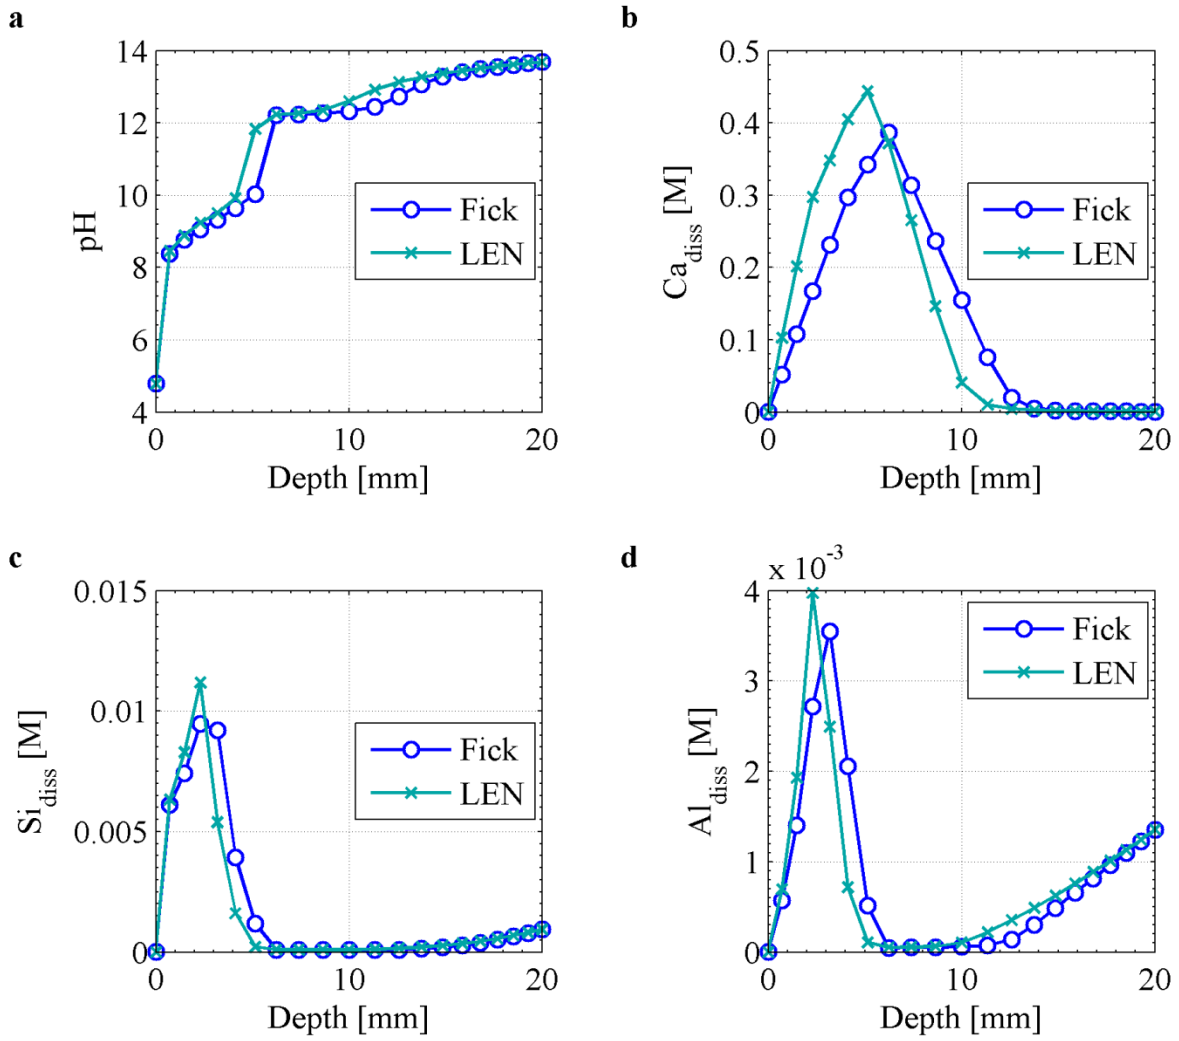 a
14
12
10
8
6
4
pH
Fick
LEN
0
10
20
Depth [mm]
b
0.5
0.4
0.3
0.2
0.1
0
Ca_diss [M]
Fick
LEN
0
10
20
Depth [mm]
c
0.015
0.01
0.005
0
Si_diss [M]
Fick
LEN
0
10
20
Depth [mm]
d
x 10^-3
4
3
2
1
0
Al_diss [M]
Fick
LEN
0
10
20
Depth [mm]